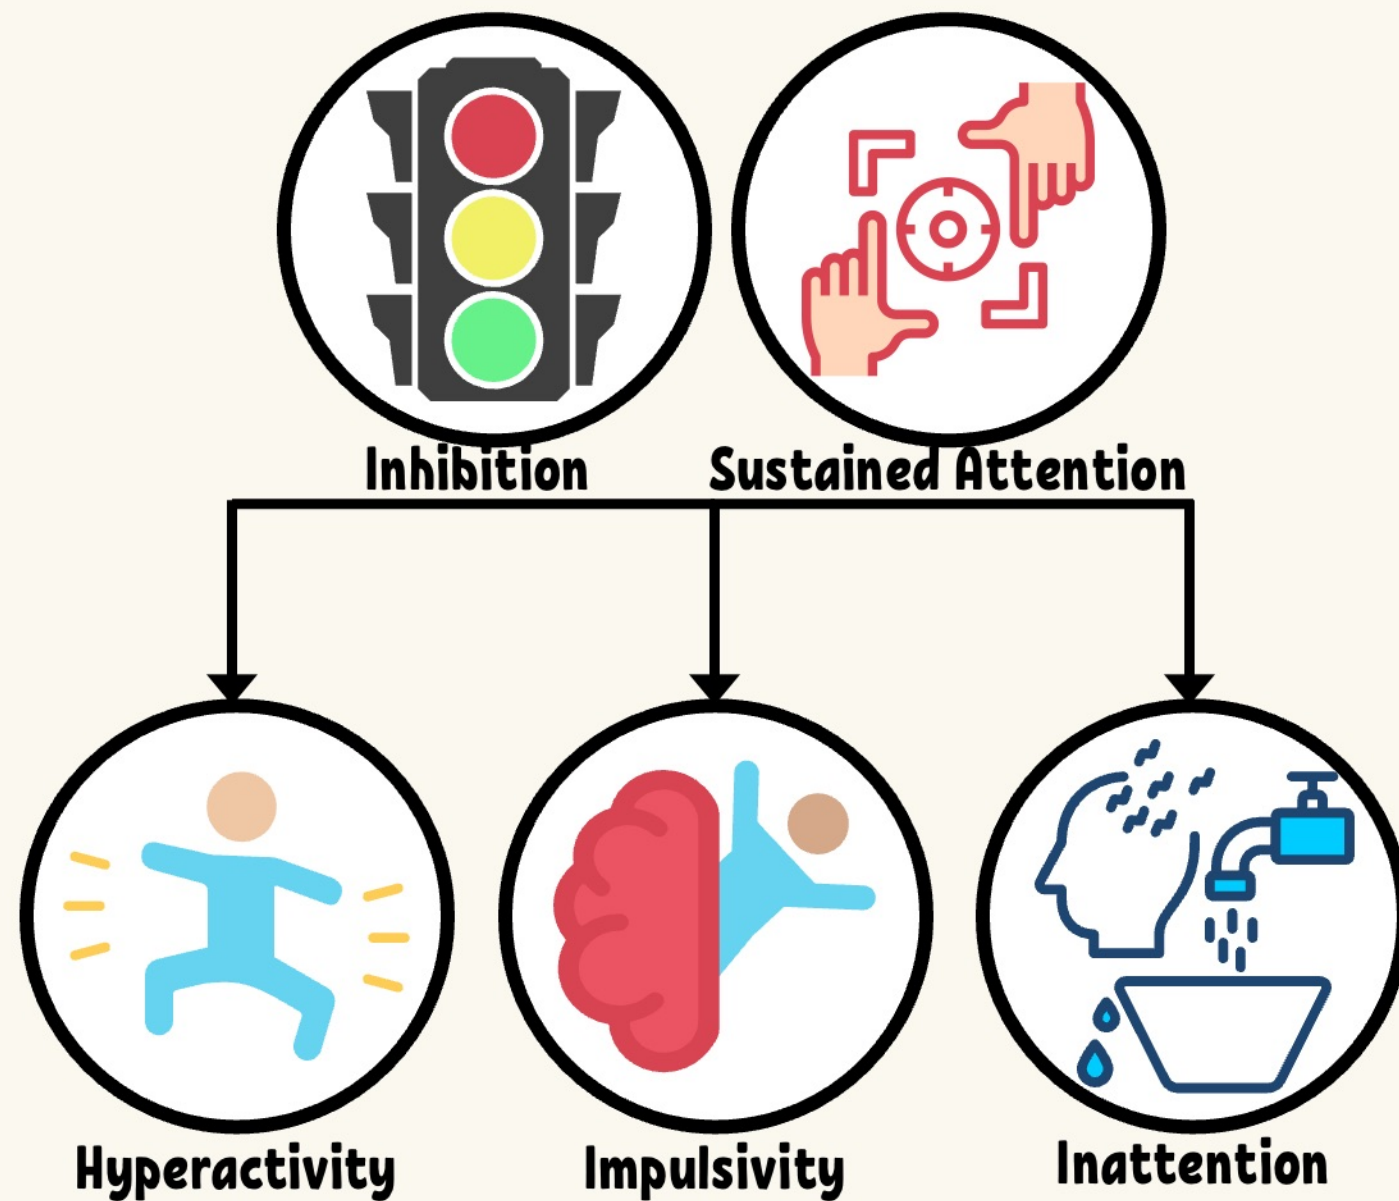 Inhibition
Sustained Attention
Hyperactivity
Impulsivity
Inattention